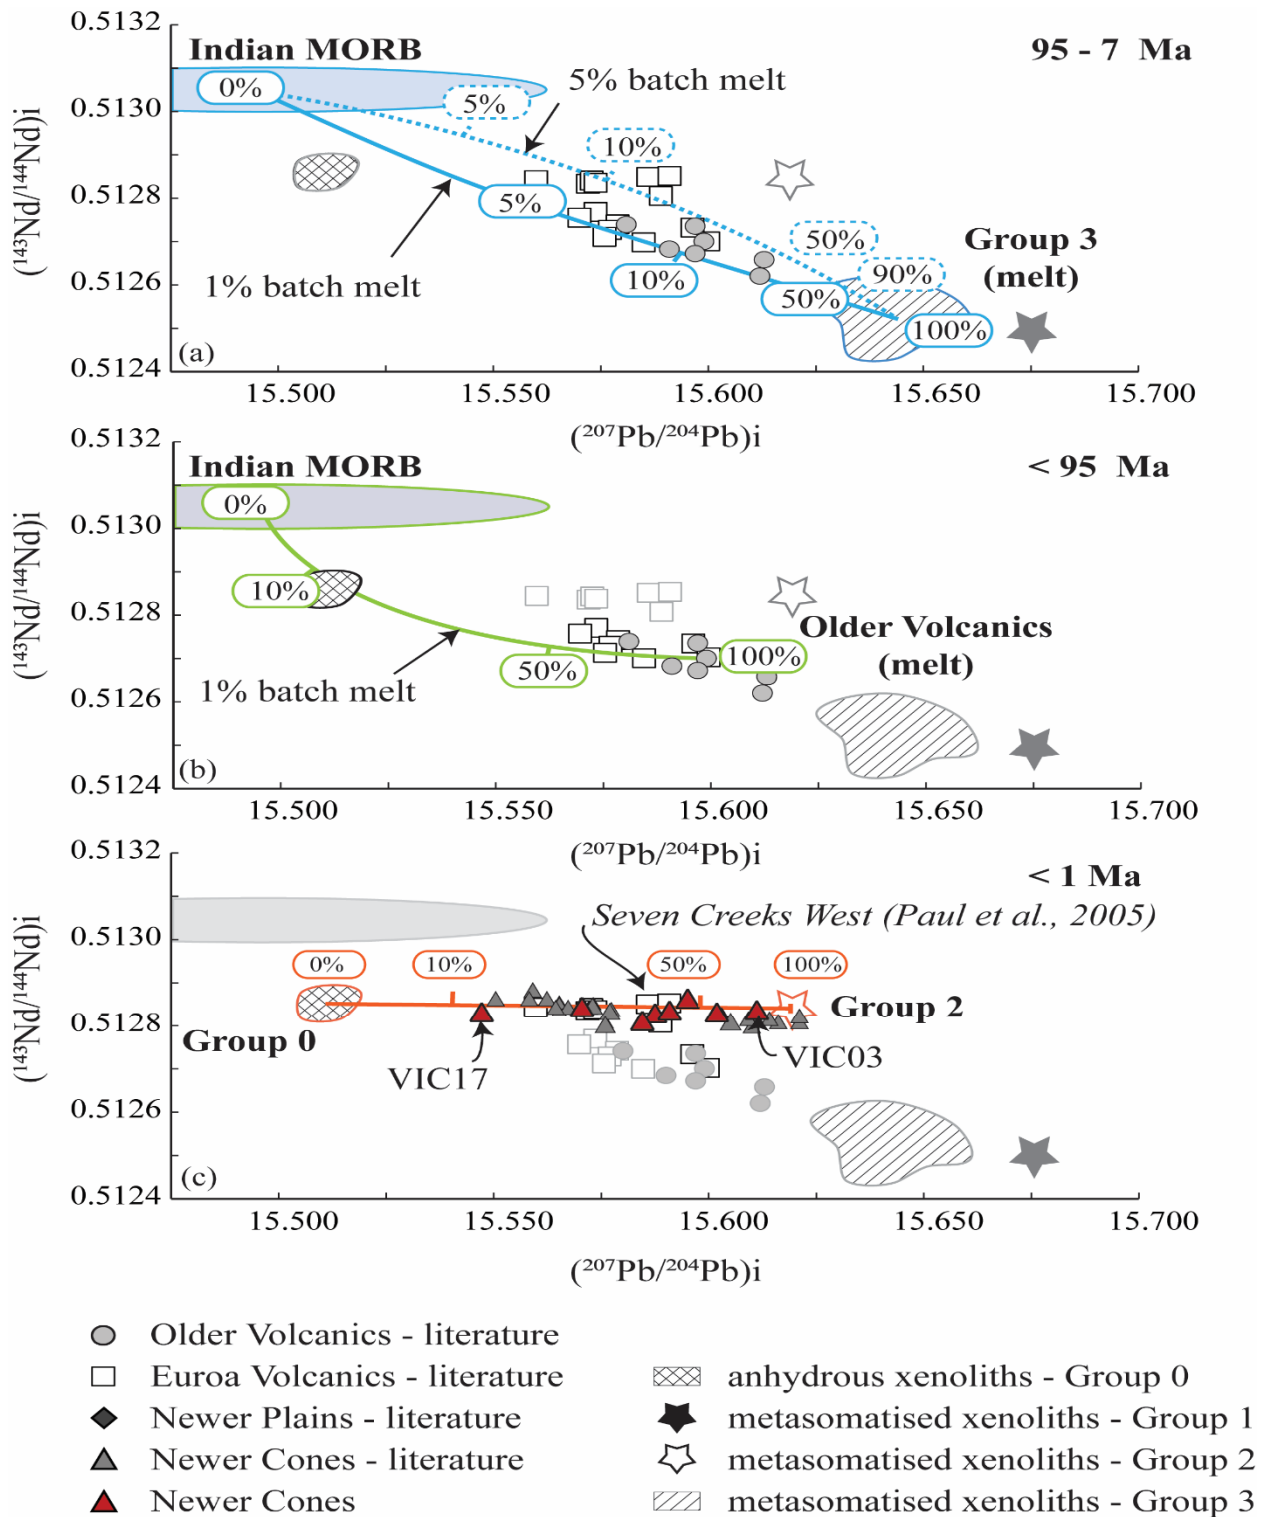 0.5132
Indian MORB
95 - 7 Ma
0%
5% batch melt
5%
0.5130
10%
0.5128
5%
50%
Group 3
(melt)
1% batch melt
10%
0.5126
90%
50%
100%
(a)
0.5124
(¹⁴³Nd/¹⁴⁴Nd)i
15.500 15.550 15.600 15.650 15.700
(²⁰⁷Pb/²⁰⁴Pb)i
0.5132
Indian MORB
< 95 Ma
0%
0.5130
10%
0.5128
Older Volcanics
(melt)
100%
50%
1% batch melt
0.5126
(b)
0.5124
(¹⁴³Nd/¹⁴⁴Nd)i
15.500 15.550 15.600 15.650 15.700
(²⁰⁷Pb/²⁰⁴Pb)i
0.5132
< 1 Ma
Seven Creeks West (Paul et al., 2005)
0.5130
0% 10% 50% 100%
Group 2
0.5128
Group 0
VIC17
VIC03
0.5126
(c)
0.5124
(¹⁴³Nd/¹⁴⁴Nd)i
15.500 15.550 15.600 15.650 15.700
(²⁰⁷Pb/²⁰⁴Pb)i
Older Volcanics - literature
Euroa Volcanics - literature
Newer Plains - literature
Newer Cones - literature
Newer Cones
anhydrous xenoliths - Group 0
metasomatised xenoliths - Group 1
metasomatised xenoliths - Group 2
metasomatised xenoliths - Group 3